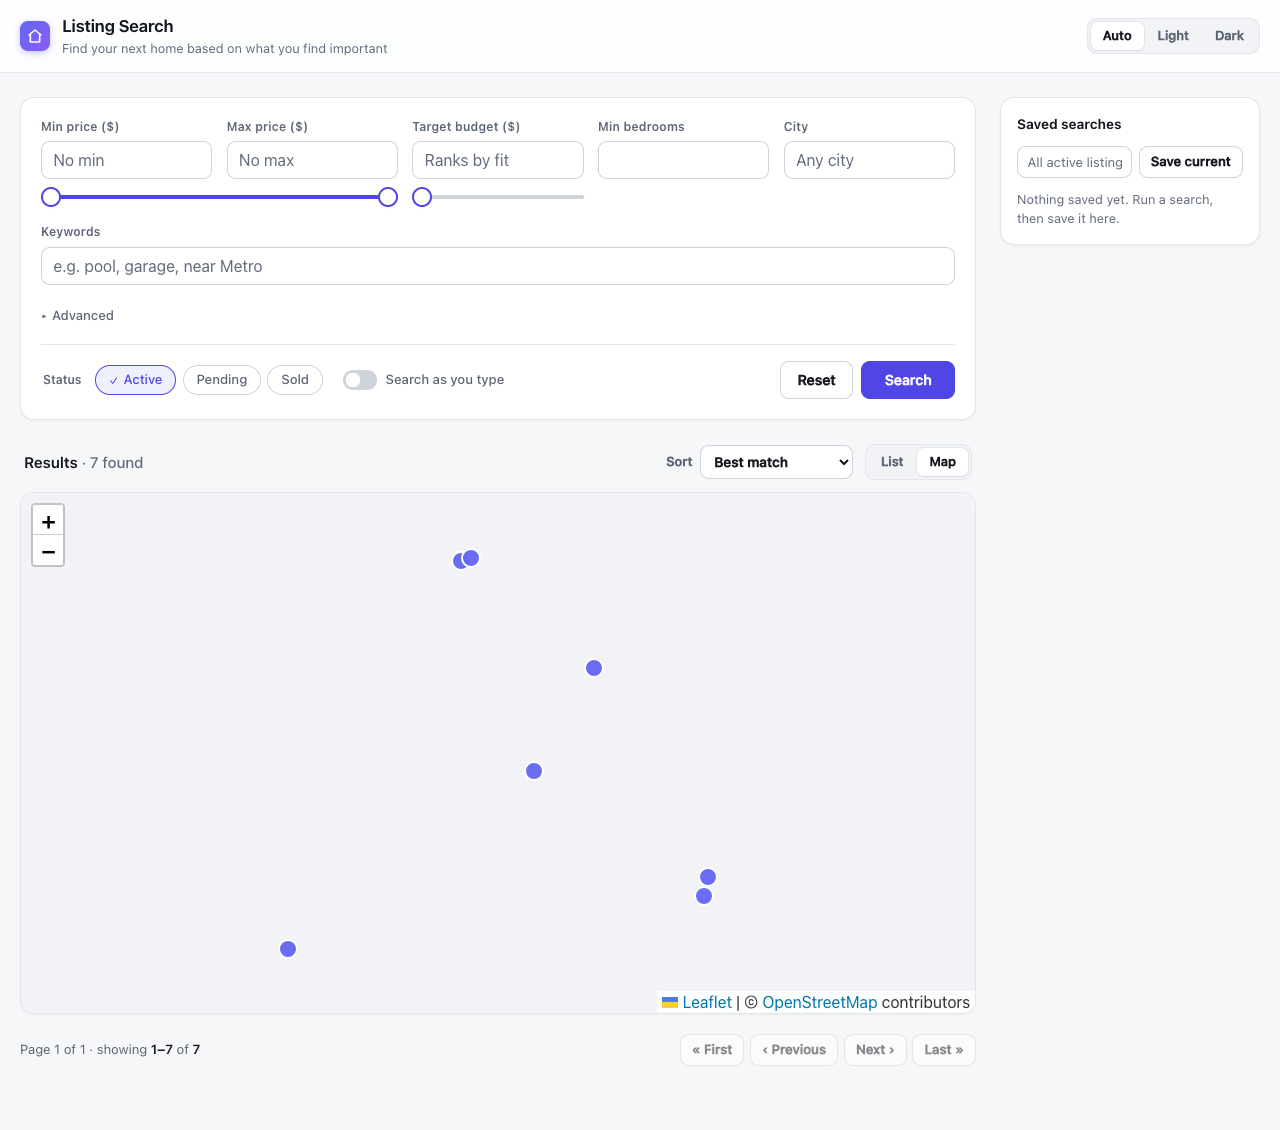 Listing Search
Find your next home based on what you find important
Auto
Light
Dark
Min price ($)
Max price ($)
Target budget ($)
Min bedrooms
City
No min
No max
Ranks by fit
Any city
Keywords
e.g. pool, garage, near Metro
▸ Advanced
Status
✓ Active
Pending
Sold
Search as you type
Reset
Search
Saved searches
All active listing
Save current
Nothing saved yet. Run a search,
then save it here.
Results · 7 found
Sort
Best match
List
Map
+
−
Leaflet | © OpenStreetMap contributors
Page 1 of 1 · showing 1–7 of 7
« First
‹ Previous
Next ›
Last »